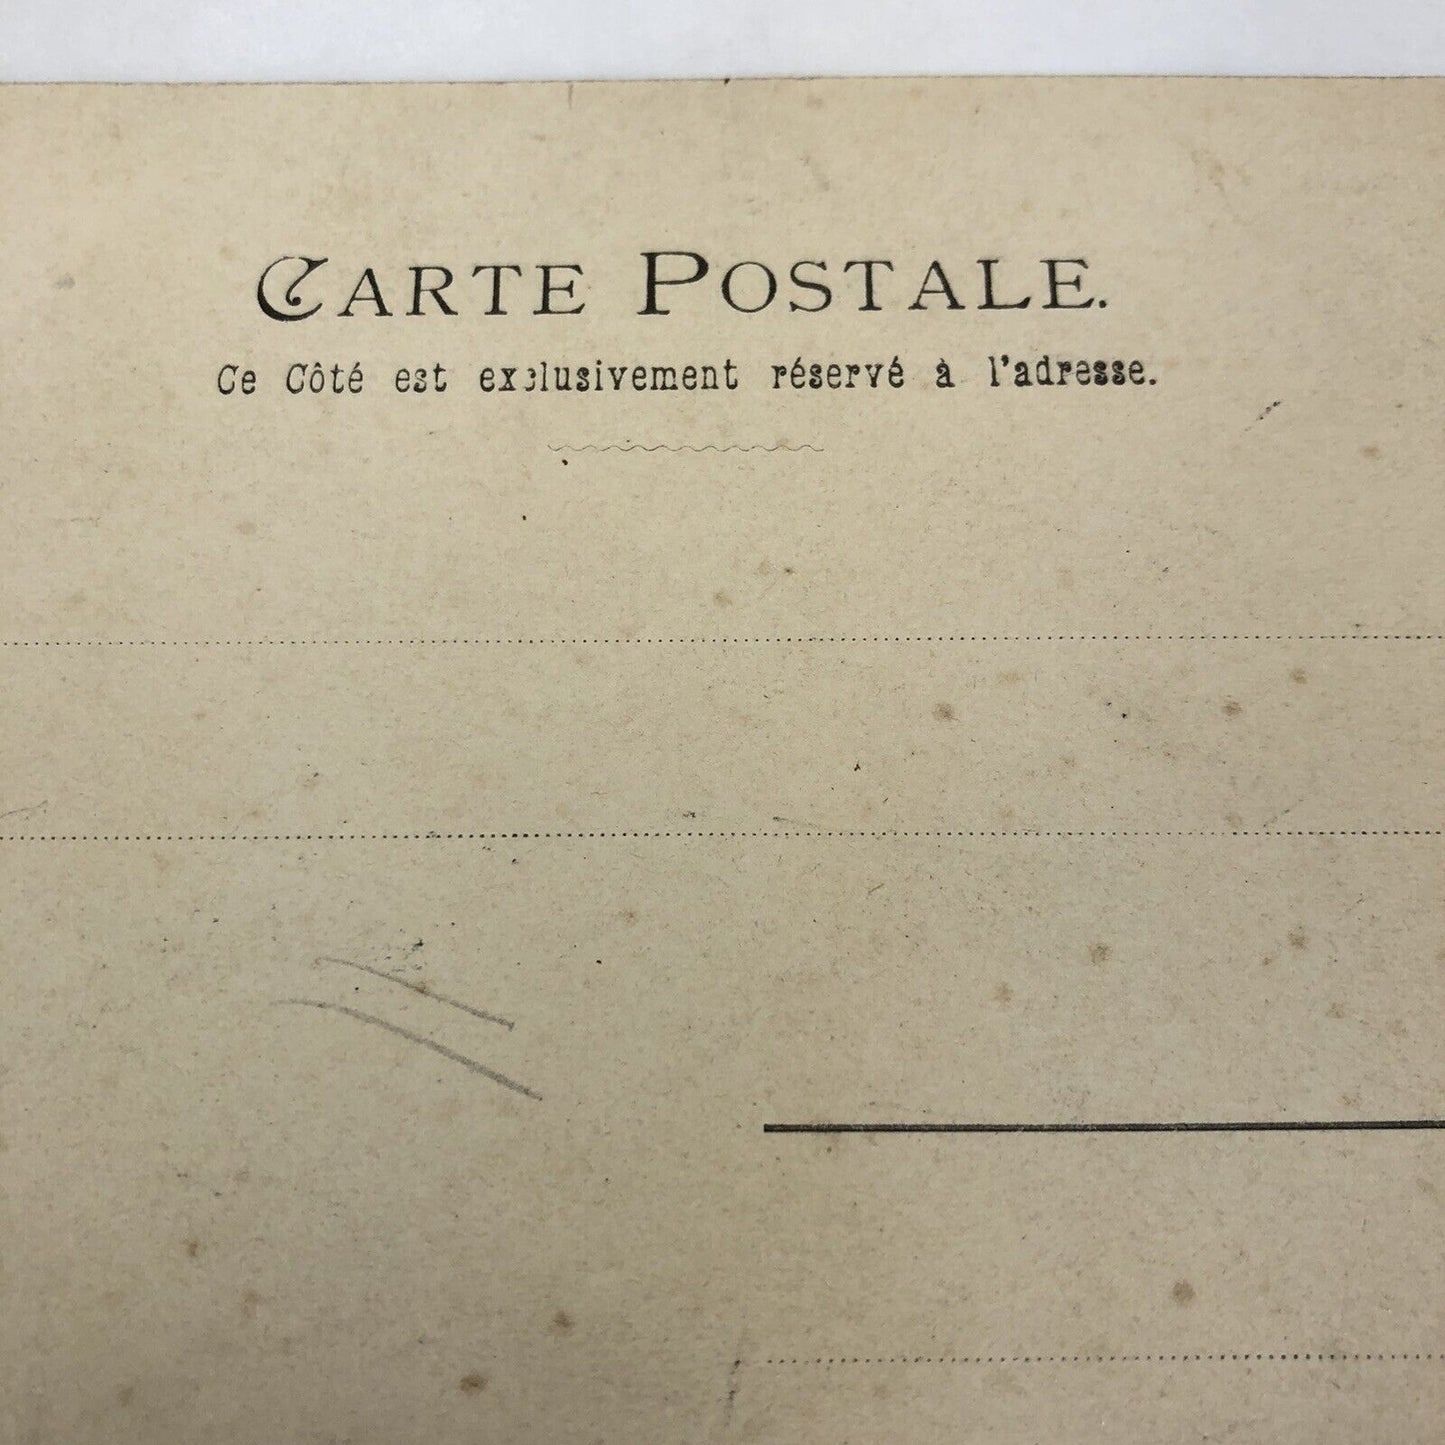 CARTE POSTALE.
Ce Côté est exclusivement réservé à l'adresse.